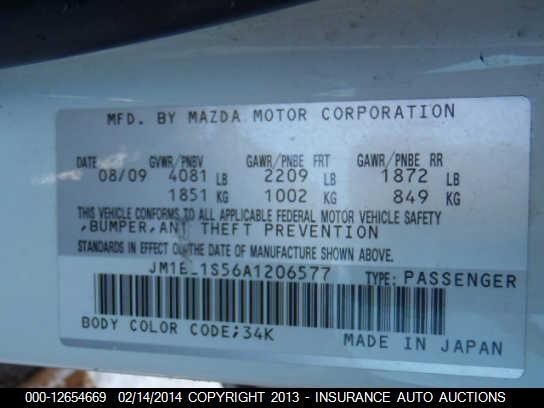 MFD. BY MAZDA MOTOR CORPORATION
DATE GVWR/PNBV GAWR/PNBE FRT GAWR/PNBE RR
08/09 4081 LB 2209 LB 1872 LB
1851 KG 1002 KG 849 KG
THIS VEHICLE CONFORMS TO ALL APPLICABLE FEDERAL MOTOR VEHICLE SAFETY
,BUMPER,AND THEFT PREVENTION
STANDARDS IN EFFECT ON THE DATE OF MANUFACTURE SHOWN ABOVE.
TYPE: PASSENGER
BODY COLOR CODE;34K
MADE IN JAPAN
000-12654669 02/14/2014 COPYRIGHT 2013 - INSURANCE AUTO AUCTIONS